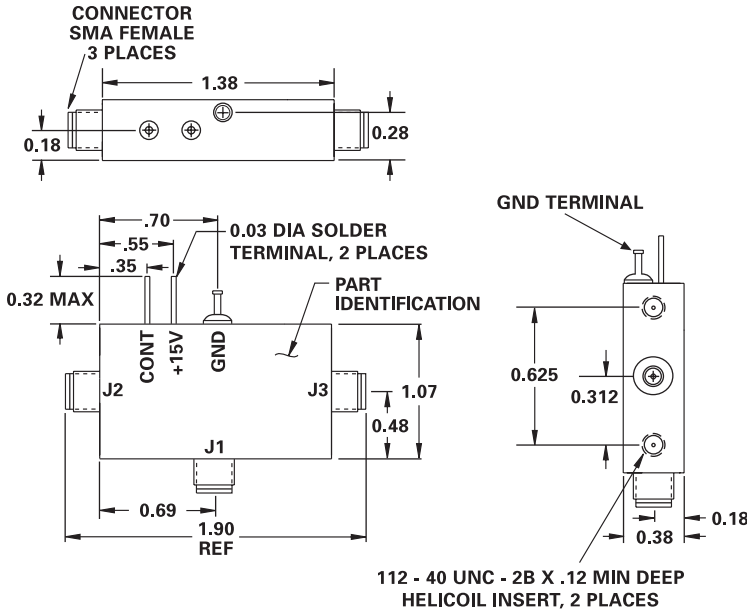 CONNECTOR
SMA FEMALE
3 PLACES
1.38
0.18
0.28
.70
.55
.35
0.03 DIA SOLDER
TERMINAL, 2 PLACES
0.32 MAX
PART
IDENTIFICATION
CONT
+15V
GND
J2
J3
J1
1.07
0.48
0.69
1.90
REF
GND TERMINAL
0.625
0.312
0.18
0.38
112 - 40 UNC - 2B X .12 MIN DEEP
HELICOIL INSERT, 2 PLACES